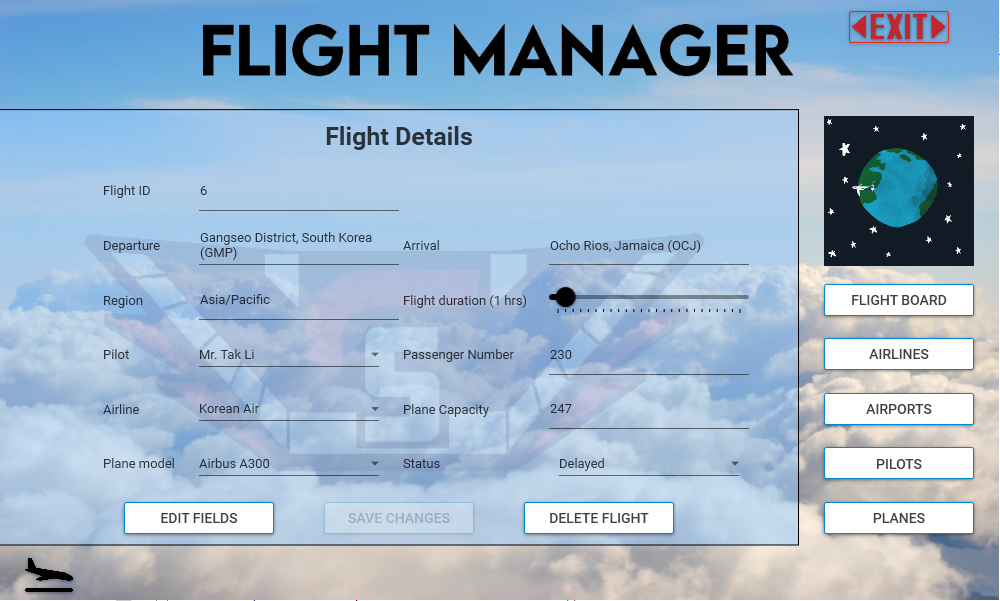 FLIGHT MANAGER
EXIT
Flight Details
Flight ID
6
Departure
Gangseo District, South Korea
(GMP)
Arrival
Ocho Rios, Jamaica (OCJ)
Region
Asia/Pacific
Flight duration (1 hrs)
Pilot
Mr. Tak Li
Passenger Number
230
Airline
Korean Air
Plane Capacity
247
Plane model
Airbus A300
Status
Delayed
EDIT FIELDS
SAVE CHANGES
DELETE FLIGHT
FLIGHT BOARD
AIRLINES
AIRPORTS
PILOTS
PLANES